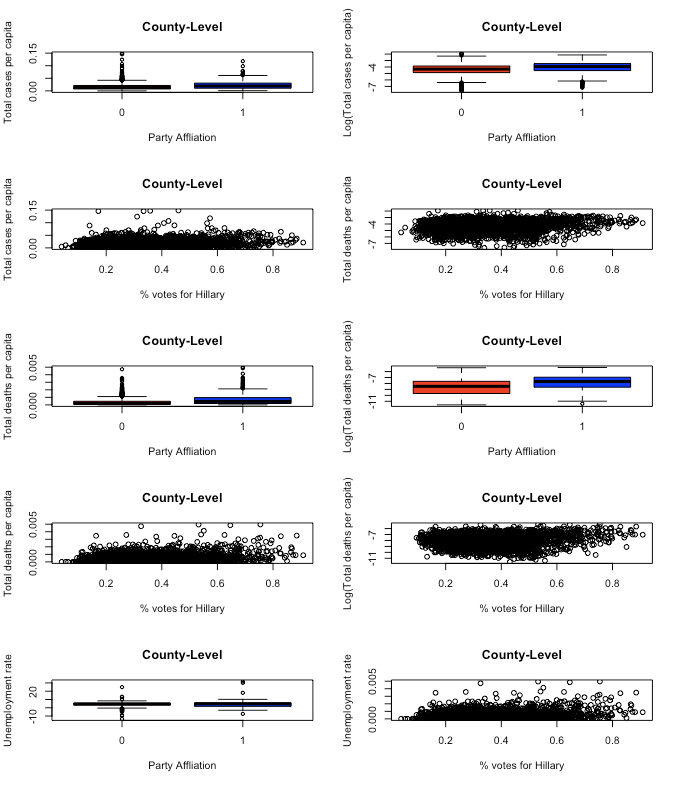 County-Level
Total cases per capita
0.00 0.15
0 1
Party Affliation
County-Level
Log(Total cases per capita)
-7 -4
0 1
Party Affliation
County-Level
Total cases per capita
0.00 0.15
0.2 0.4 0.6 0.8
% votes for Hillary
County-Level
Total deaths per capita)
-7 -4
0.2 0.4 0.6 0.8
% votes for Hillary
County-Level
Total deaths per capita
0.000 0.005
0 1
Party Affliation
County-Level
Log(Total deaths per capita)
-11 -7
0 1
Party Affliation
County-Level
Total deaths per capita
0.000 0.005
0.2 0.4 0.6 0.8
% votes for Hillary
County-Level
Log(Total deaths per capita)
-11 -7
0.2 0.4 0.6 0.8
% votes for Hillary
County-Level
Unemployment rate
-10 20
0 1
Party Affliation
County-Level
Unemployment rate
0.000 0.005
0.2 0.4 0.6 0.8
% votes for Hillary